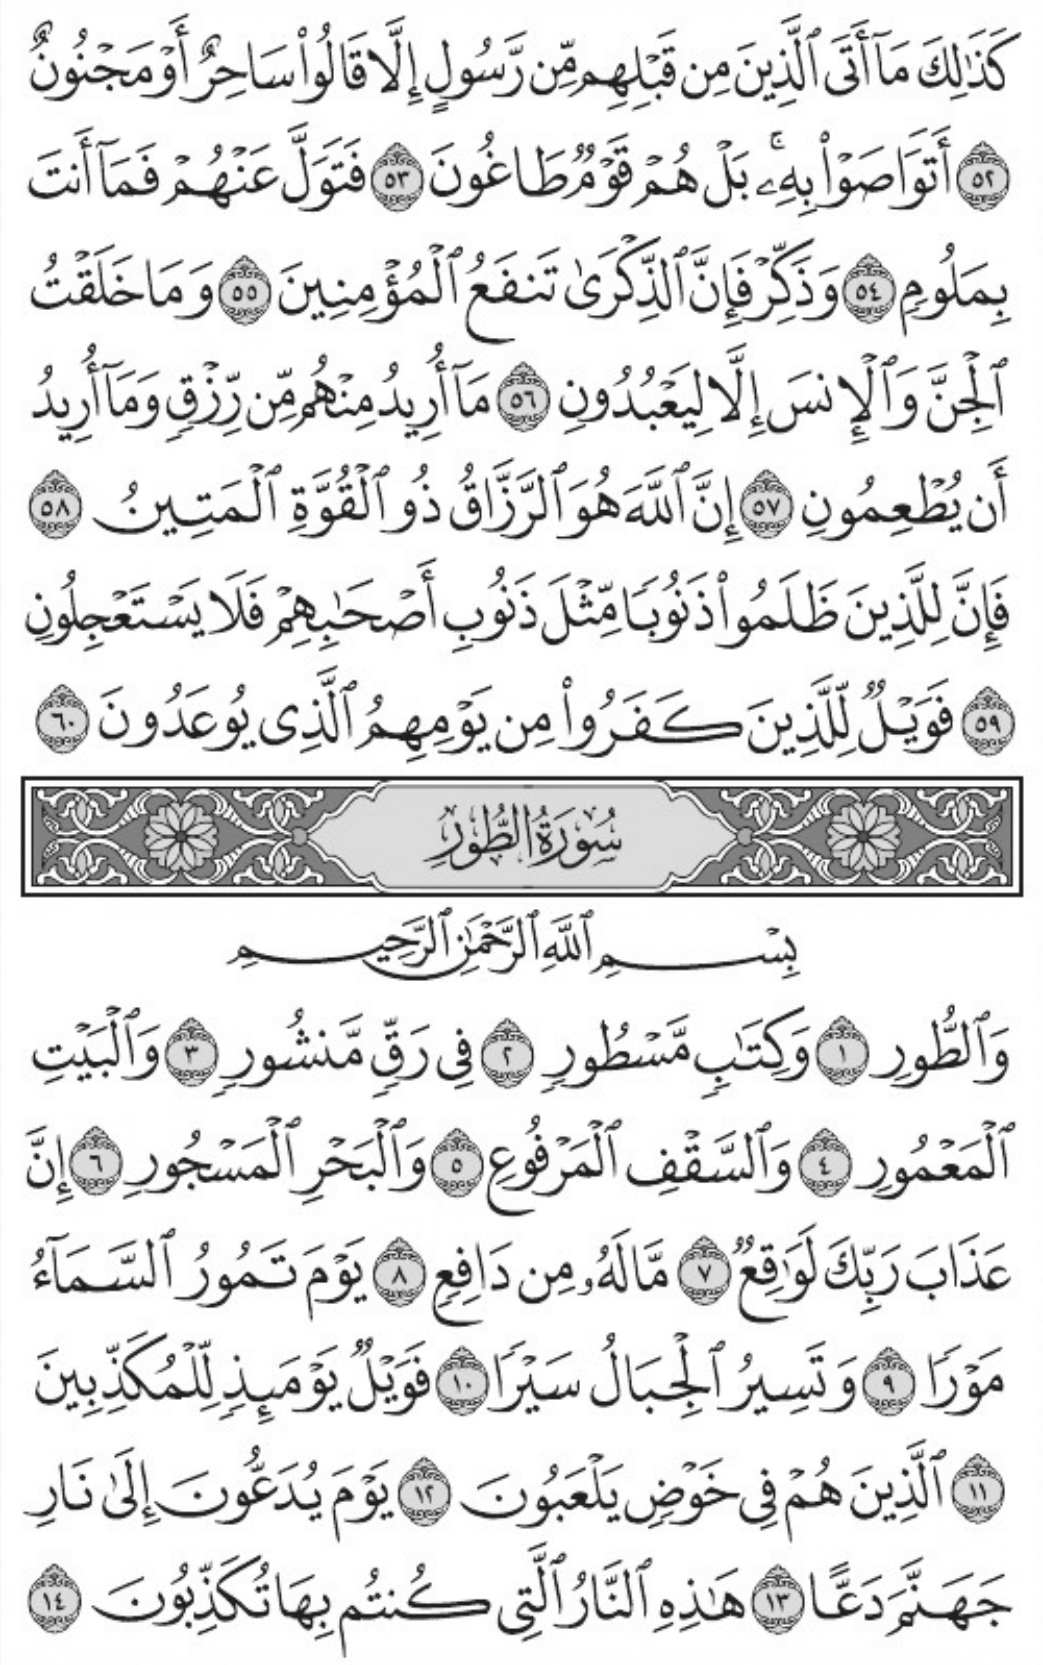 كَذَٰلِكَ مَآ أَتَى ٱلَّذِينَ مِن قَبْلِهِم مِّن رَّسُولٍ إِلَّا قَالُوا۟ سَاحِرٌ أَوْ مَجْنُونٌ
٥٢ أَتَوَاصَوْا۟ بِهِۦ ۚ بَلْ هُمْ قَوْمٌ طَاغُونَ ٥٣ فَتَوَلَّ عَنْهُمْ فَمَآ أَنتَ
بِمَلُومٍ ٥٤ وَذَكِّرْ فَإِنَّ ٱلذِّكْرَىٰ تَنفَعُ ٱلْمُؤْمِنِينَ ٥٥ وَمَا خَلَقْتُ
ٱلْجِنَّ وَٱلْإِنسَ إِلَّا لِيَعْبُدُونِ ٥٦ مَآ أُرِيدُ مِنْهُم مِّن رِّزْقٍ وَمَآ أُرِيدُ
أَن يُطْعِمُونِ ٥٧ إِنَّ ٱللَّهَ هُوَ ٱلرَّزَّاقُ ذُو ٱلْقُوَّةِ ٱلْمَتِينُ ٥٨
فَإِنَّ لِلَّذِينَ ظَلَمُوا۟ ذَنُوبًا مِّثْلَ ذَنُوبِ أَصْحَٰبِهِمْ فَلَا يَسْتَعْجِلُونِ
٥٩ فَوَيْلٌ لِّلَّذِينَ كَفَرُوا۟ مِن يَوْمِهِمُ ٱلَّذِى يُوعَدُونَ ٦٠
سُورَةُ الطُّورِ
بِسْمِ ٱللَّهِ ٱلرَّحْمَٰنِ ٱلرَّحِيمِ
وَٱلطُّورِ ١ وَكِتَٰبٍ مَّسْطُورٍ ٢ فِى رَقٍّ مَّنشُورٍ ٣ وَٱلْبَيْتِ
ٱلْمَعْمُورِ ٤ وَٱلسَّقْفِ ٱلْمَرْفُوعِ ٥ وَٱلْبَحْرِ ٱلْمَسْجُورِ ٦ إِنَّ
عَذَابَ رَبِّكَ لَوَٰقِعٌ ٧ مَّا لَهُۥ مِن دَافِعٍ ٨ يَوْمَ تَمُورُ ٱلسَّمَآءُ
مَوْرًا ٩ وَتَسِيرُ ٱلْجِبَالُ سَيْرًا ١٠ فَوَيْلٌ يَوْمَئِذٍ لِّلْمُكَذِّبِينَ
١١ ٱلَّذِينَ هُمْ فِى خَوْضٍ يَلْعَبُونَ ١٢ يَوْمَ يُدَعُّونَ إِلَىٰ نَارِ
جَهَنَّمَ دَعًّا ١٣ هَٰذِهِ ٱلنَّارُ ٱلَّتِى كُنتُم بِهَا تُكَذِّبُونَ ١٤